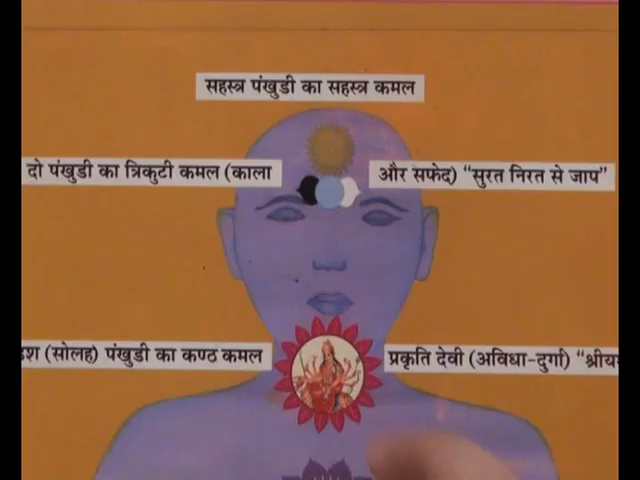 सहस्त्र पंखुडी का सहस्त्र कमल
दो पंखुडी का त्रिकुटी कमल (काला और सफेद) “सुरत निरत से जाप”
(सोलह) पंखुडी का कण्ठ कमल प्रकृति देवी (अविधा-दुर्गा)